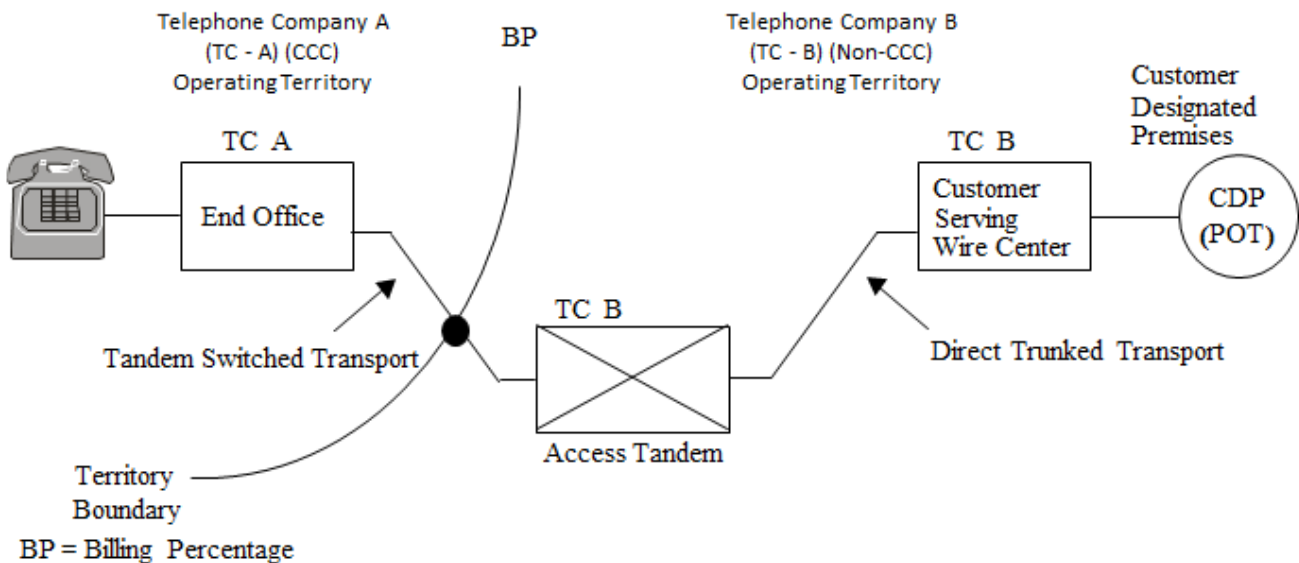 Telephone Company A
(TC - A) (CCC)
Operating Territory
BP
Telephone Company B
(TC - B) (Non-CCC)
Operating Territory
Customer
Designated
Premises
TC A
End Office
TC B
Customer
Serving
Wire Center
CDP
(POT)
TC B
Tandem Switched Transport
Direct Trunked Transport
Access Tandem
Territory
Boundary
BP = Billing Percentage